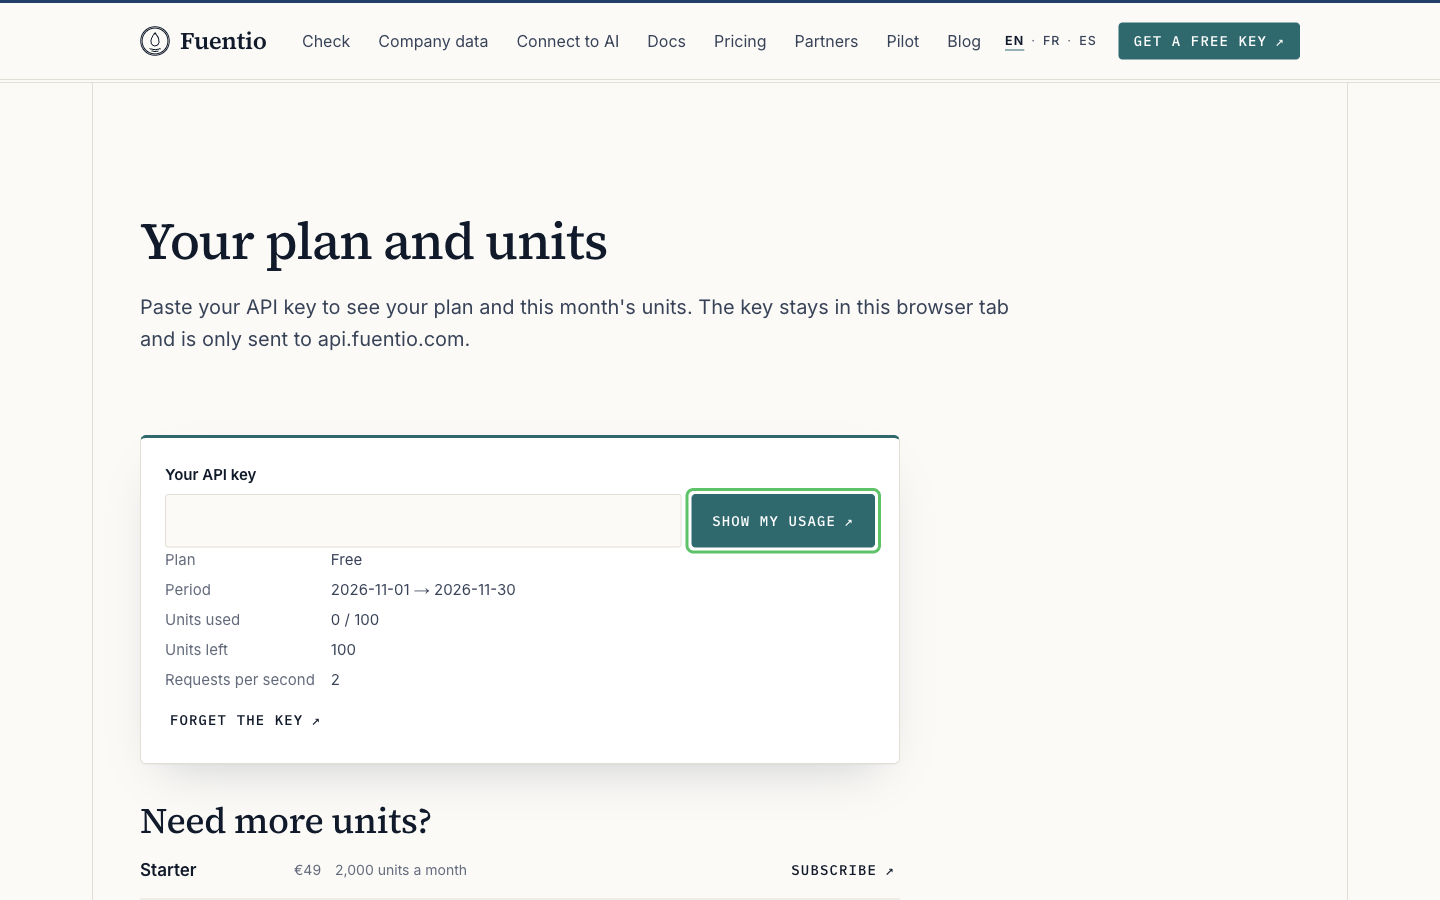 Fuentio Check Company data Connect to AI Docs Pricing Partners Pilot Blog EN · FR · ES GET A FREE KEY ↗
Your plan and units
Paste your API key to see your plan and this month's units. The key stays in this browser tab
and is only sent to api.fuentio.com.
Your API key
SHOW MY USAGE ↗
Plan Free
Period 2026-11-01 → 2026-11-30
Units used 0 / 100
Units left 100
Requests per second 2
FORGET THE KEY ↗
Need more units?
Starter €49 2,000 units a month SUBSCRIBE ↗